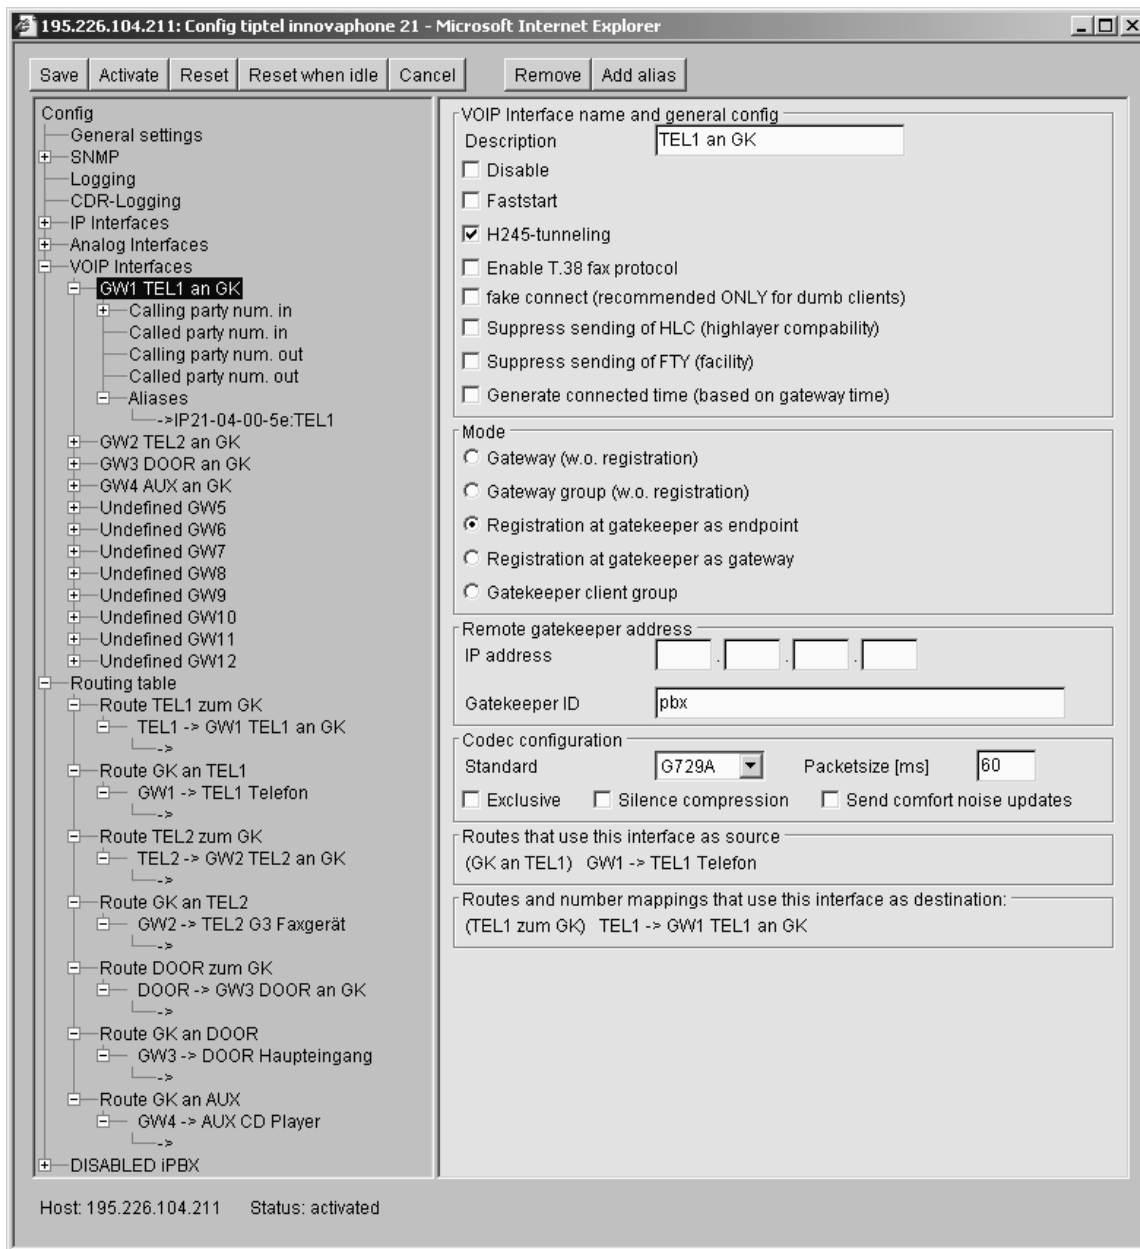 195.226.104.211: Config tiptel innovaphone 21 - Microsoft Internet Explorer
Save Activate Reset Reset when idle Cancel Remove Add alias
Config
General settings
SNMP
Logging
CDR-Logging
IP Interfaces
Analog Interfaces
VOIP Interfaces
GW1 TEL1 an GK
Calling party num. in
Called party num. in
Calling party num. out
Called party num. out
Aliases
->IP21-04-00-5e:TEL1
GW2 TEL2 an GK
GW3 DOOR an GK
GW4 AUX an GK
Undefined GW5
Undefined GW6
Undefined GW7
Undefined GW8
Undefined GW9
Undefined GW10
Undefined GW11
Undefined GW12
Routing table
Route TEL1 zum GK
TEL1 -> GW1 TEL1 an GK
->
Route GK an TEL1
GW1 -> TEL1 Telefon
->
Route TEL2 zum GK
TEL2 -> GW2 TEL2 an GK
->
Route GK an TEL2
GW2 -> TEL2 G3 Faxgerät
->
Route DOOR zum GK
DOOR -> GW3 DOOR an GK
->
Route GK an DOOR
GW3 -> DOOR Haupteingang
->
Route GK an AUX
GW4 -> AUX CD Player
->
DISABLED iPBX
VOIP Interface name and general config
Description TEL1 an GK
Disable
Faststart
H245-tunneling
Enable T.38 fax protocol
fake connect (recommended ONLY for dumb clients)
Suppress sending of HLC (highlayer compability)
Suppress sending of FTY (facility)
Generate connected time (based on gateway time)
Mode
Gateway (w.o. registration)
Gateway group (w.o. registration)
Registration at gatekeeper as endpoint
Registration at gatekeeper as gateway
Gatekeeper client group
Remote gatekeeper address
IP address . . .
Gatekeeper ID pbx
Codec configuration
Standard G729A Packetsize [ms] 60
Exclusive Silence compression Send comfort noise updates
Routes that use this interface as source
(GK an TEL1) GW1 -> TEL1 Telefon
Routes and number mappings that use this interface as destination:
(TEL1 zum GK) TEL1 -> GW1 TEL1 an GK
Host: 195.226.104.211 Status: activated